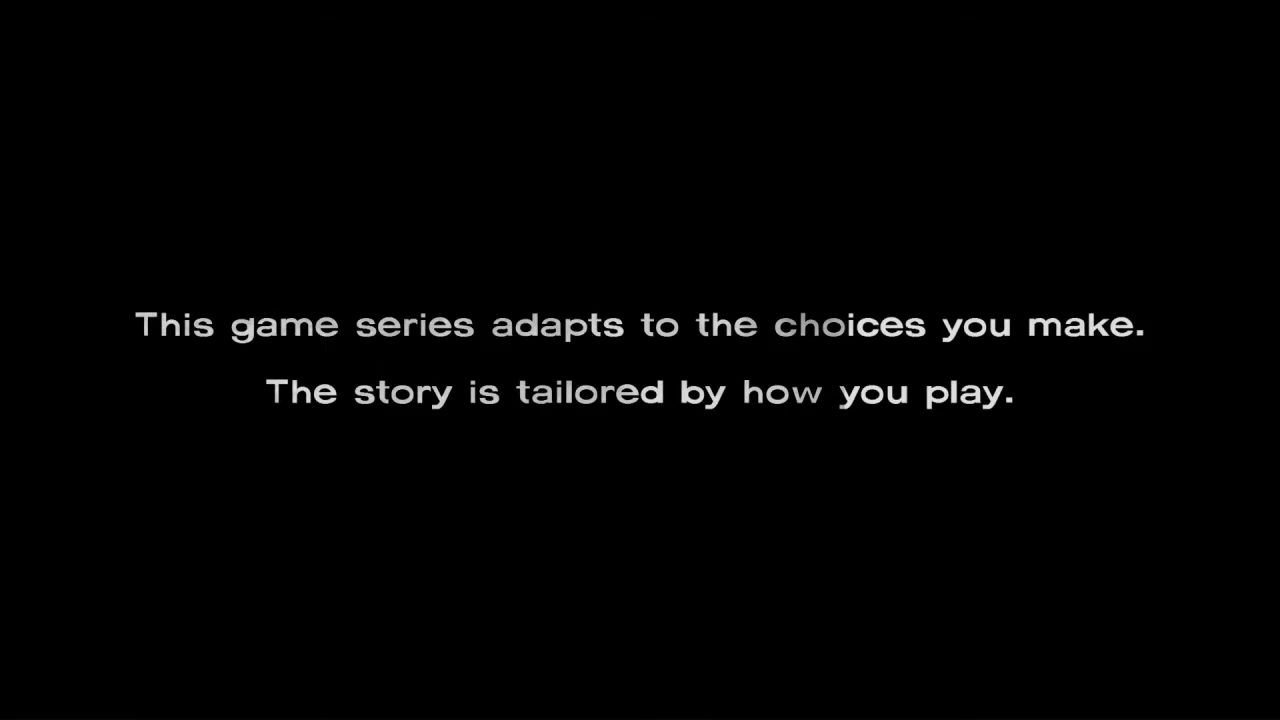 This game series adapts to the choices you make.
The story is tailored by how you play.